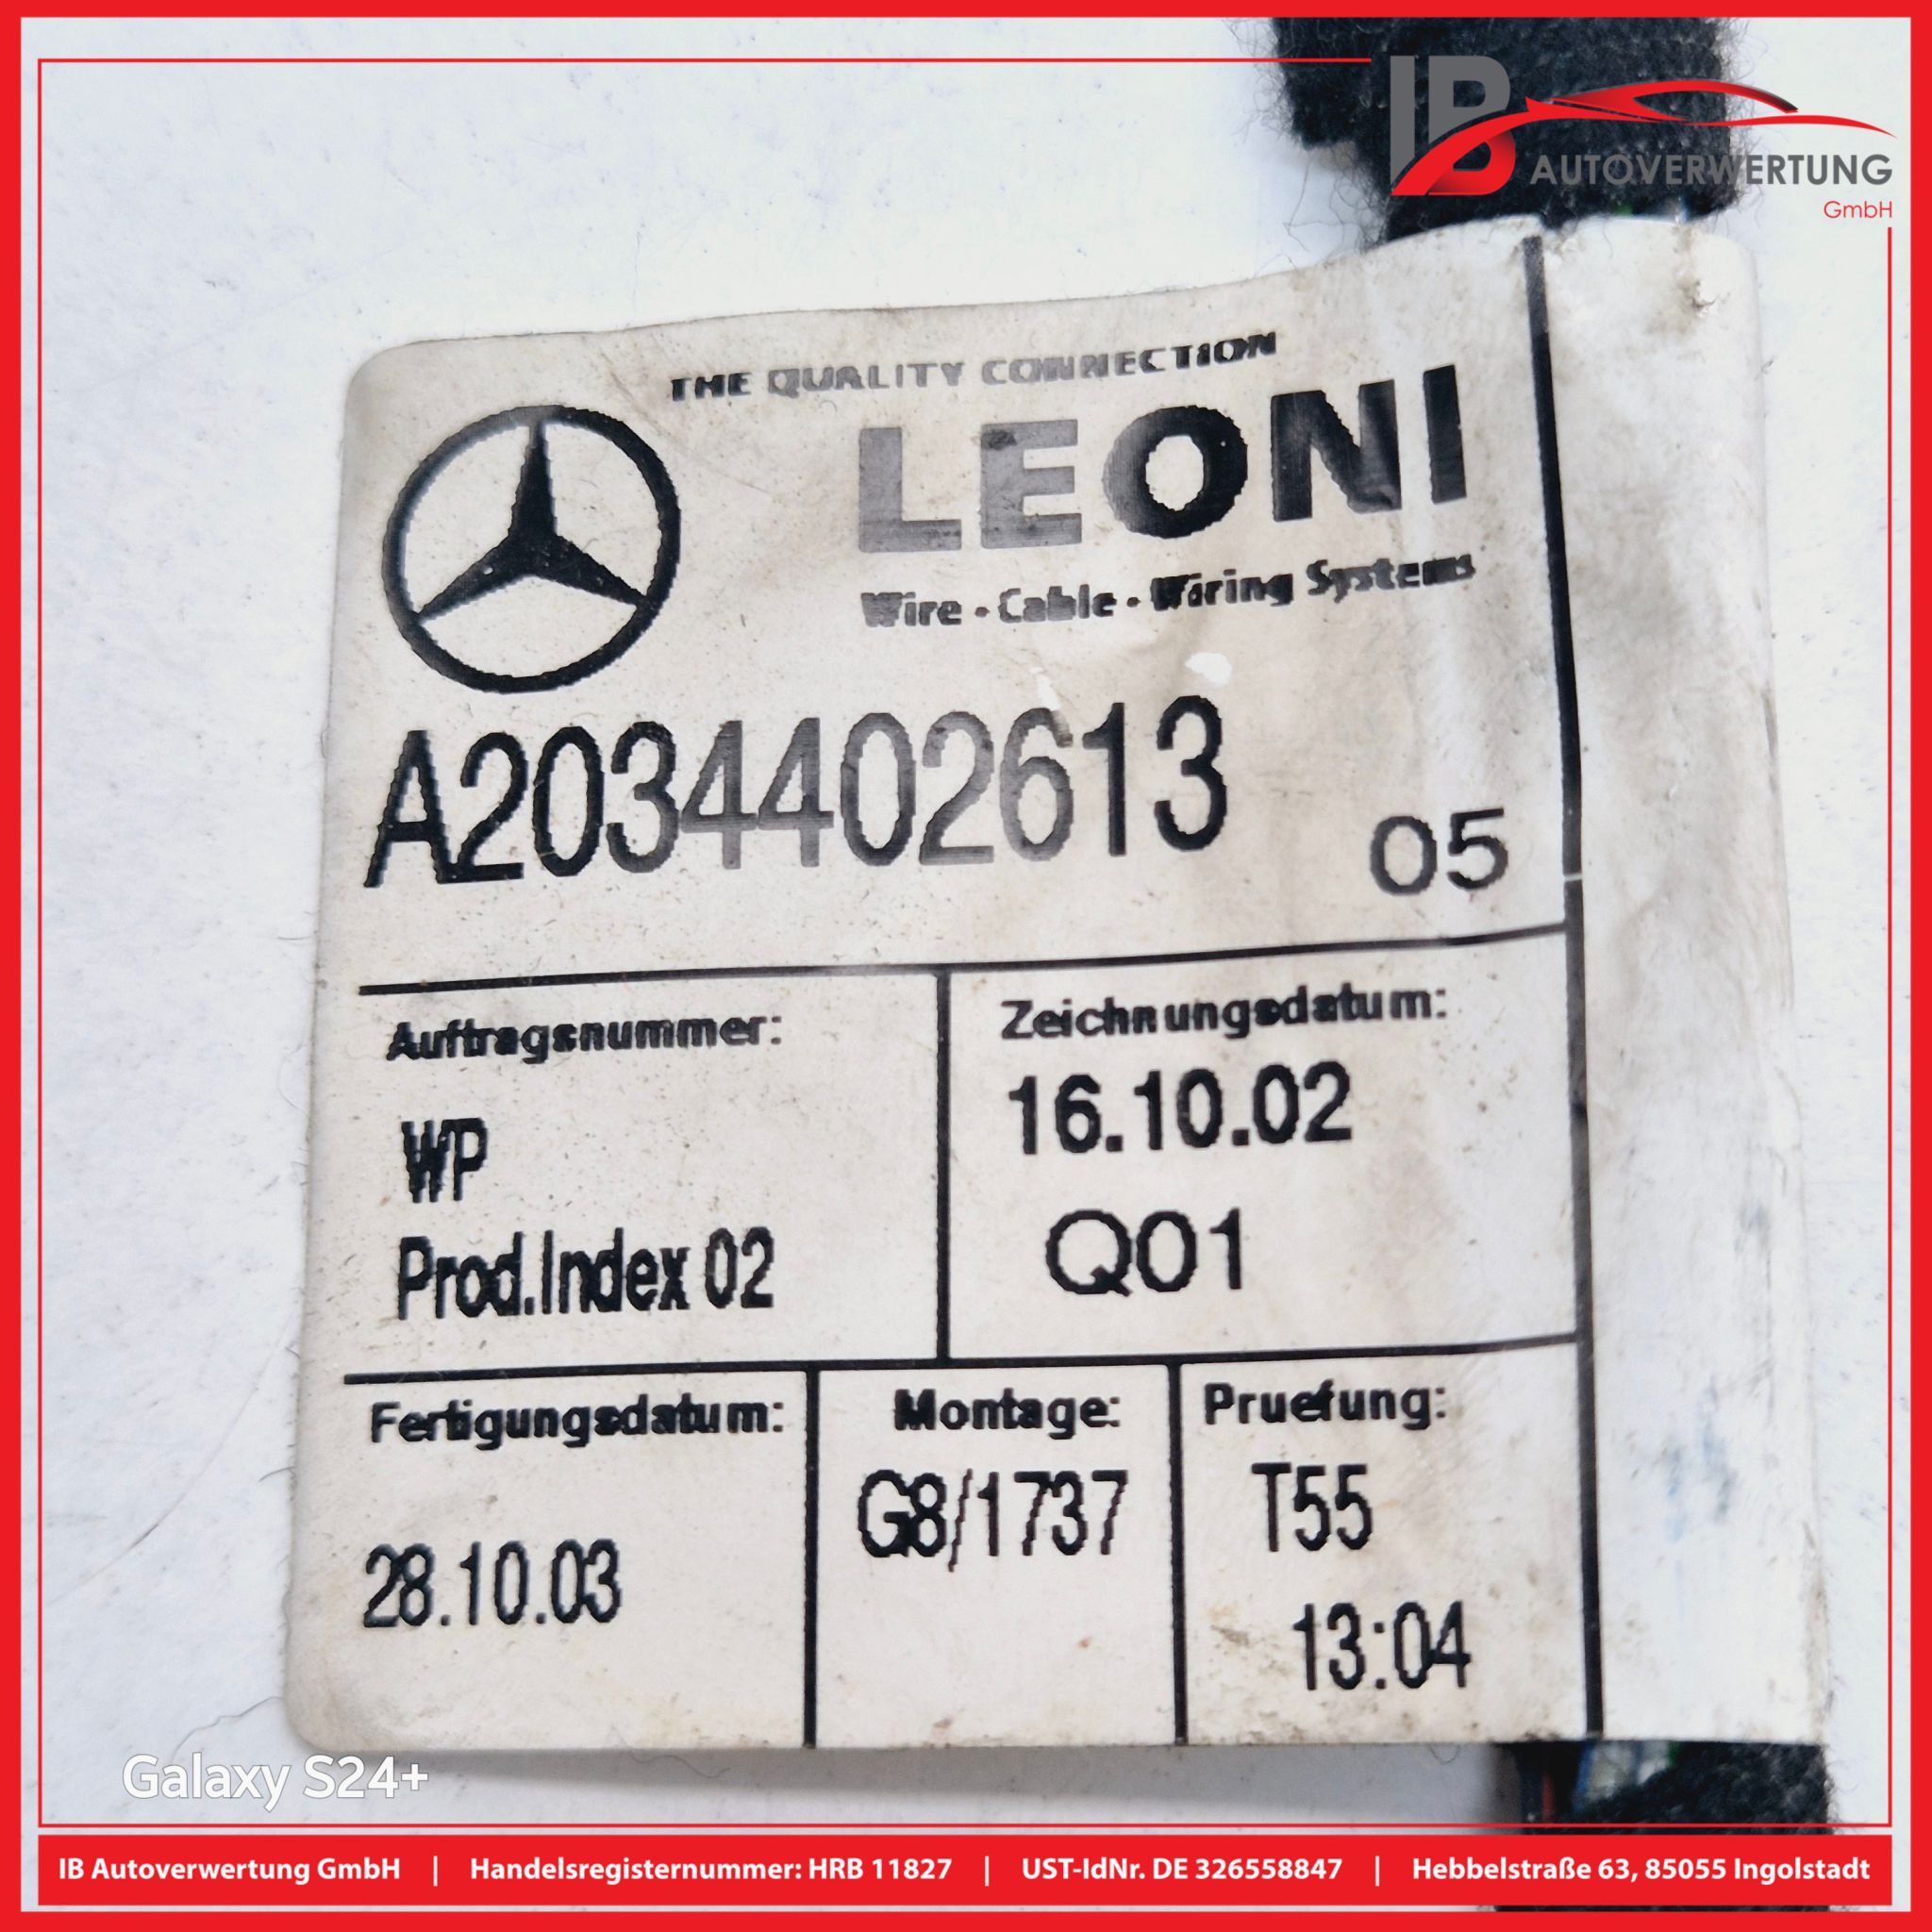 IB
AUTOVERWERTUNG
GmbH
THE QUALITY CONNECTION
LEONI
Wire - Cable - Wiring Systems
A2034402613
05
Auftragsnummer:
WP
Prod.Index 02
Zeichnungsdatum:
16.10.02
Q01
Fertigungsdatum:
28.10.03
Montage:
G8/1737
Pruefung:
T55
13:04
Galaxy S24+
IB Autoverwertung GmbH | Handelsregisternummer: HRB 11827 | UST-IdNr. DE 326558847 | Hebbelstraße 63, 85055 Ingolstadt